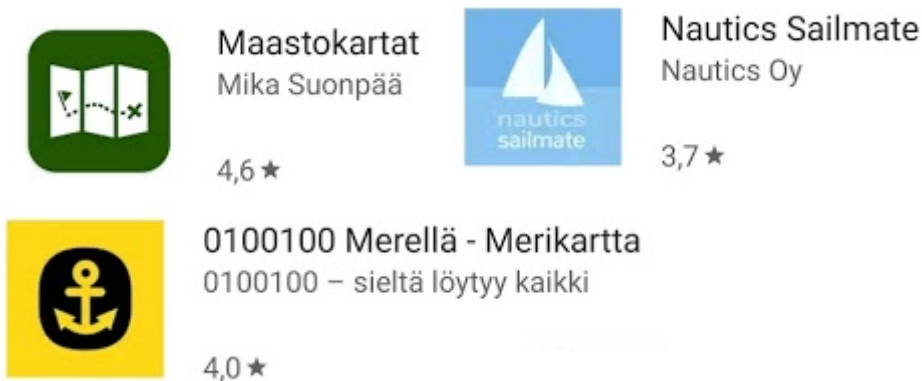 Maastokartat
Mika Suonpää
4,6 ★
nautics
sailmate
Nautics Sailmate
Nautics Oy
3,7 ★
0100100 Merellä - Merikartta
0100100 – sieltä löytyy kaikki
4,0 ★